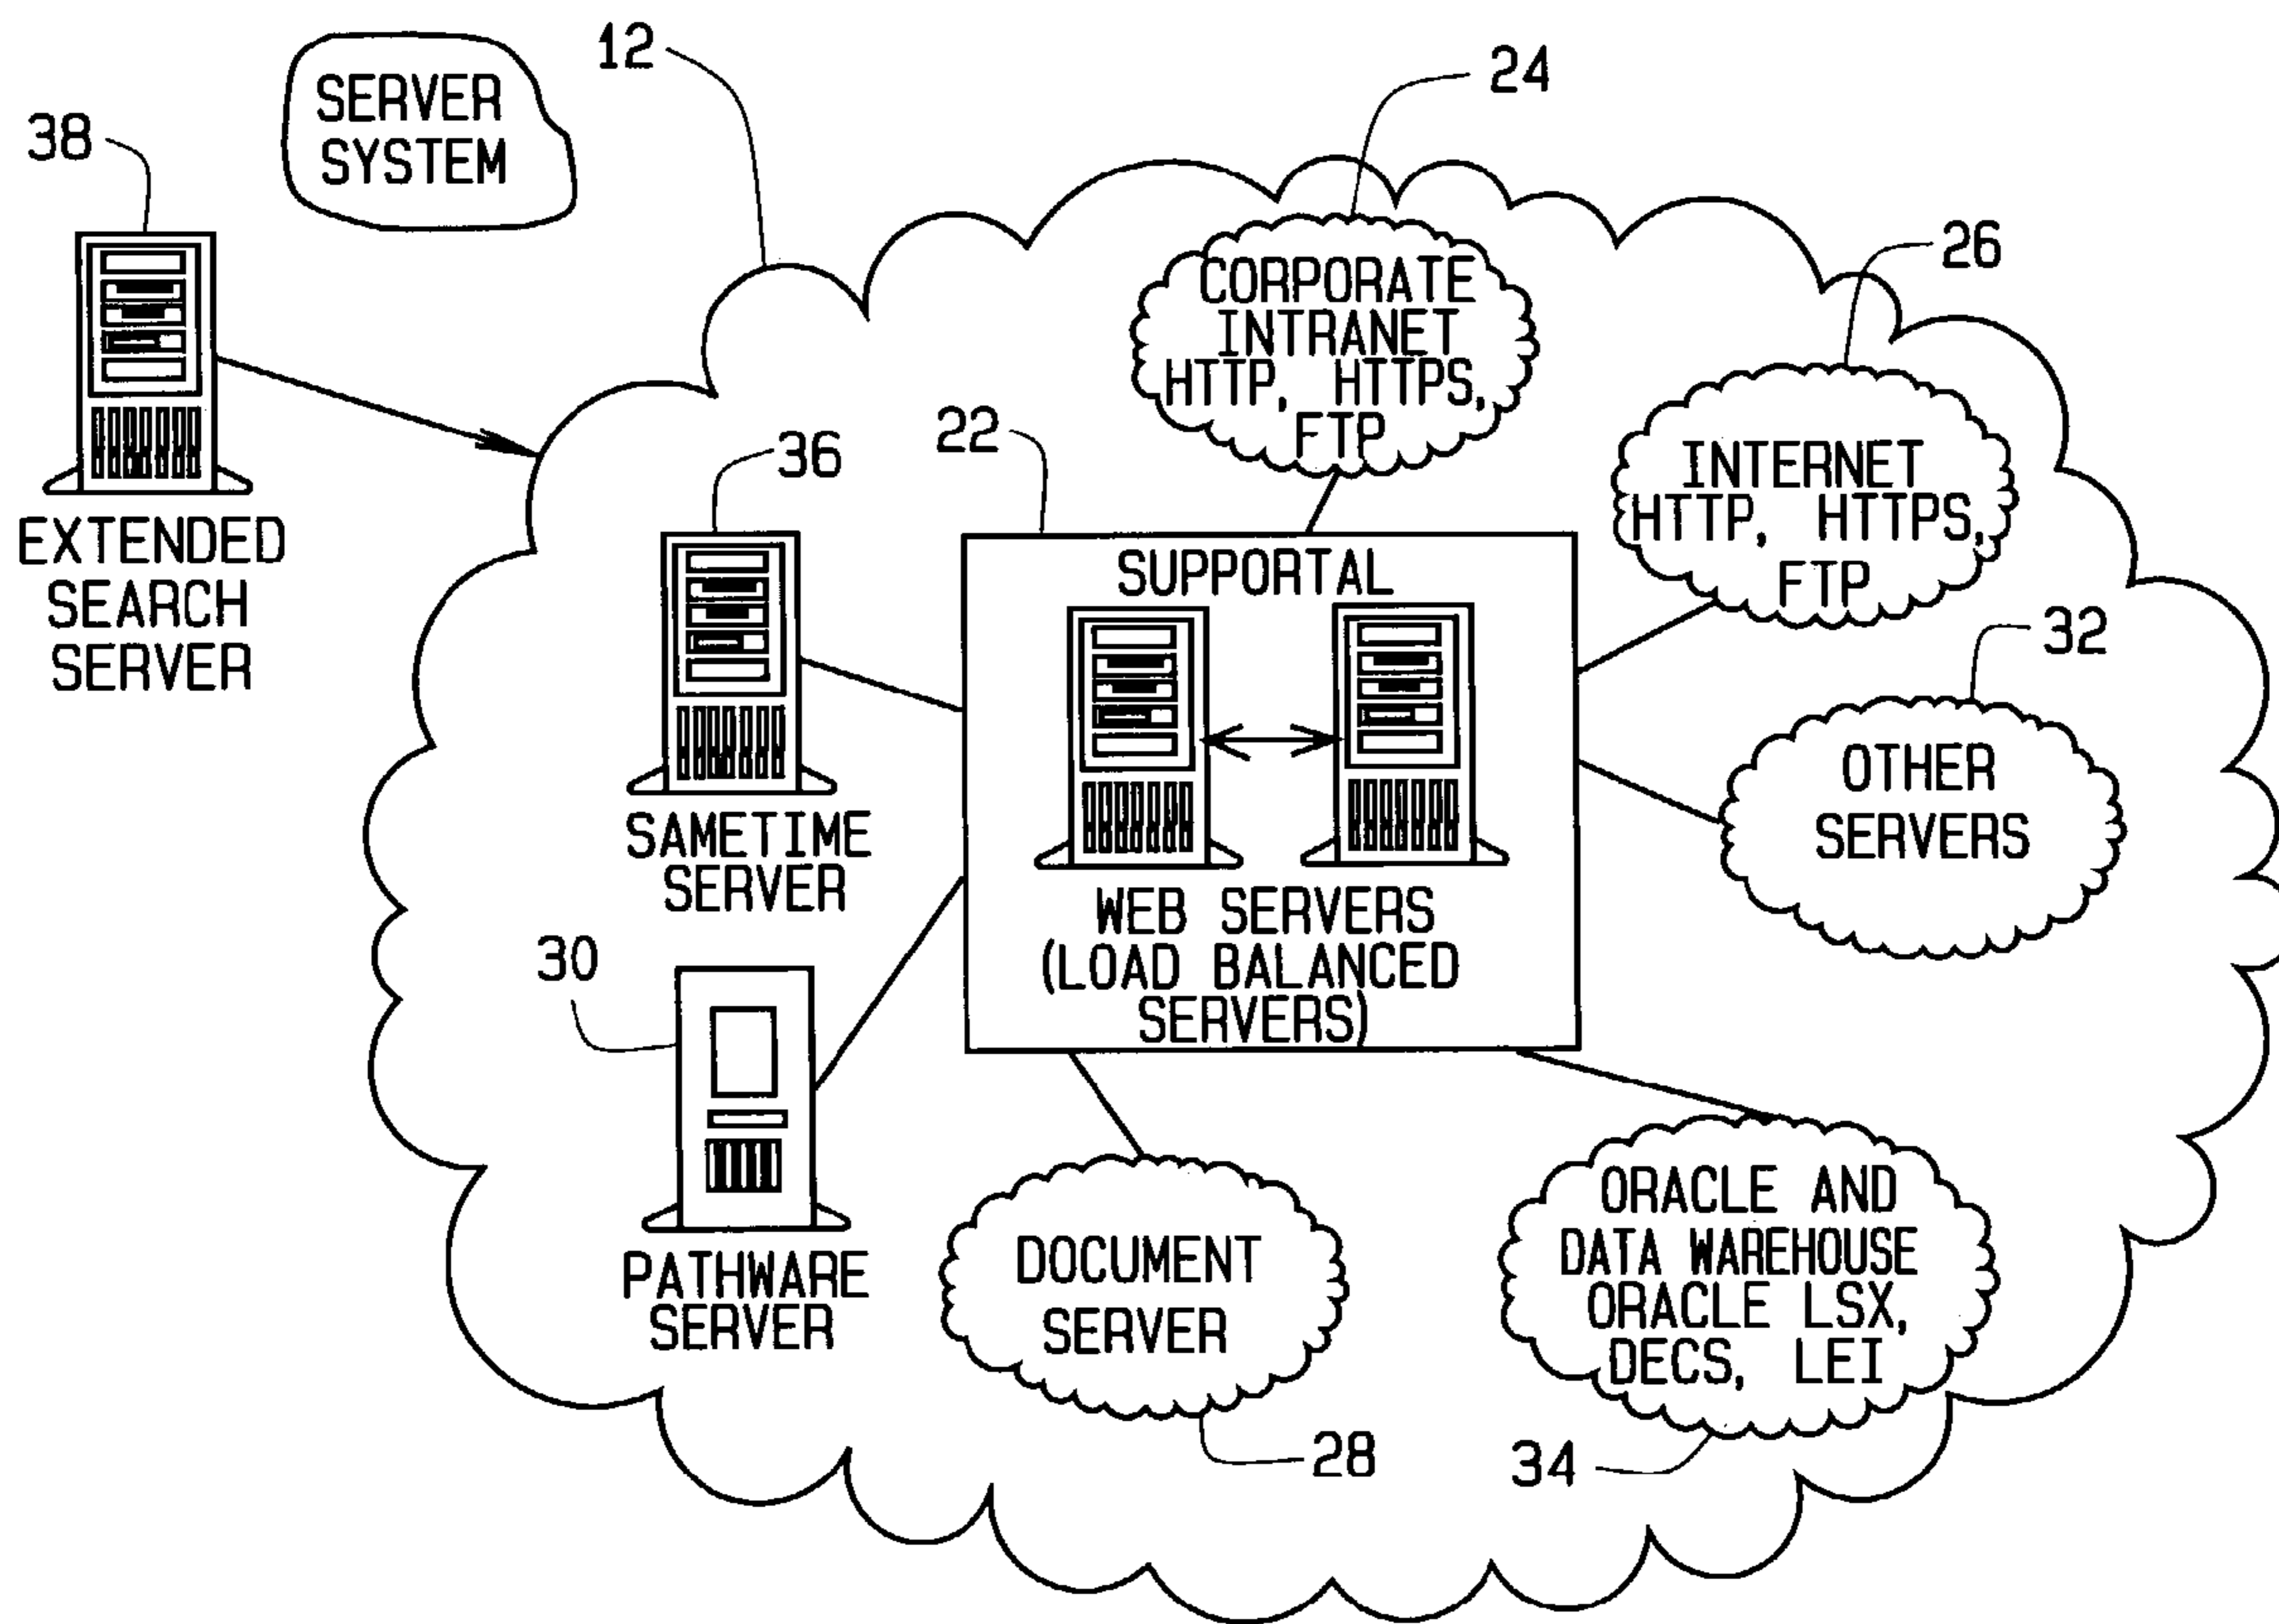 SERVER
SYSTEM
12
24
38
26
CORPORATE
INTRANET
HTTP, HTTPS,
FTP
22
36
INTERNET
HTTP, HTTPS,
FTP
EXTENDED
SEARCH
SERVER
SUPPORTAL
32
OTHER
SERVERS
SAMETIME
SERVER
WEB SERVERS
(LOAD BALANCED
SERVERS)
30
PATHWARE
SERVER
DOCUMENT
SERVER
ORACLE AND
DATA WAREHOUSE
ORACLE LSX,
DECS, LEI
28
34